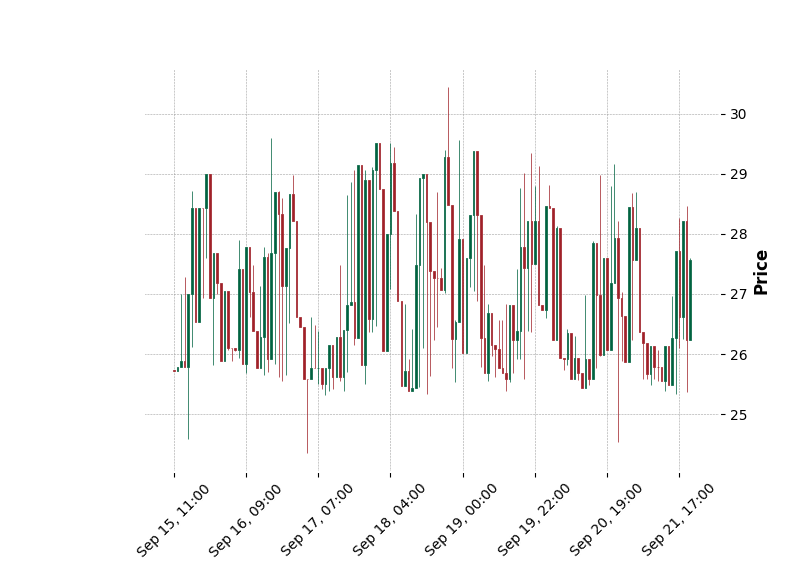 30
29
28
27
26
25
Price
Sep 15, 11:00
Sep 16, 09:00
Sep 17, 07:00
Sep 18, 04:00
Sep 19, 00:00
Sep 19, 22:00
Sep 20, 19:00
Sep 21, 17:00